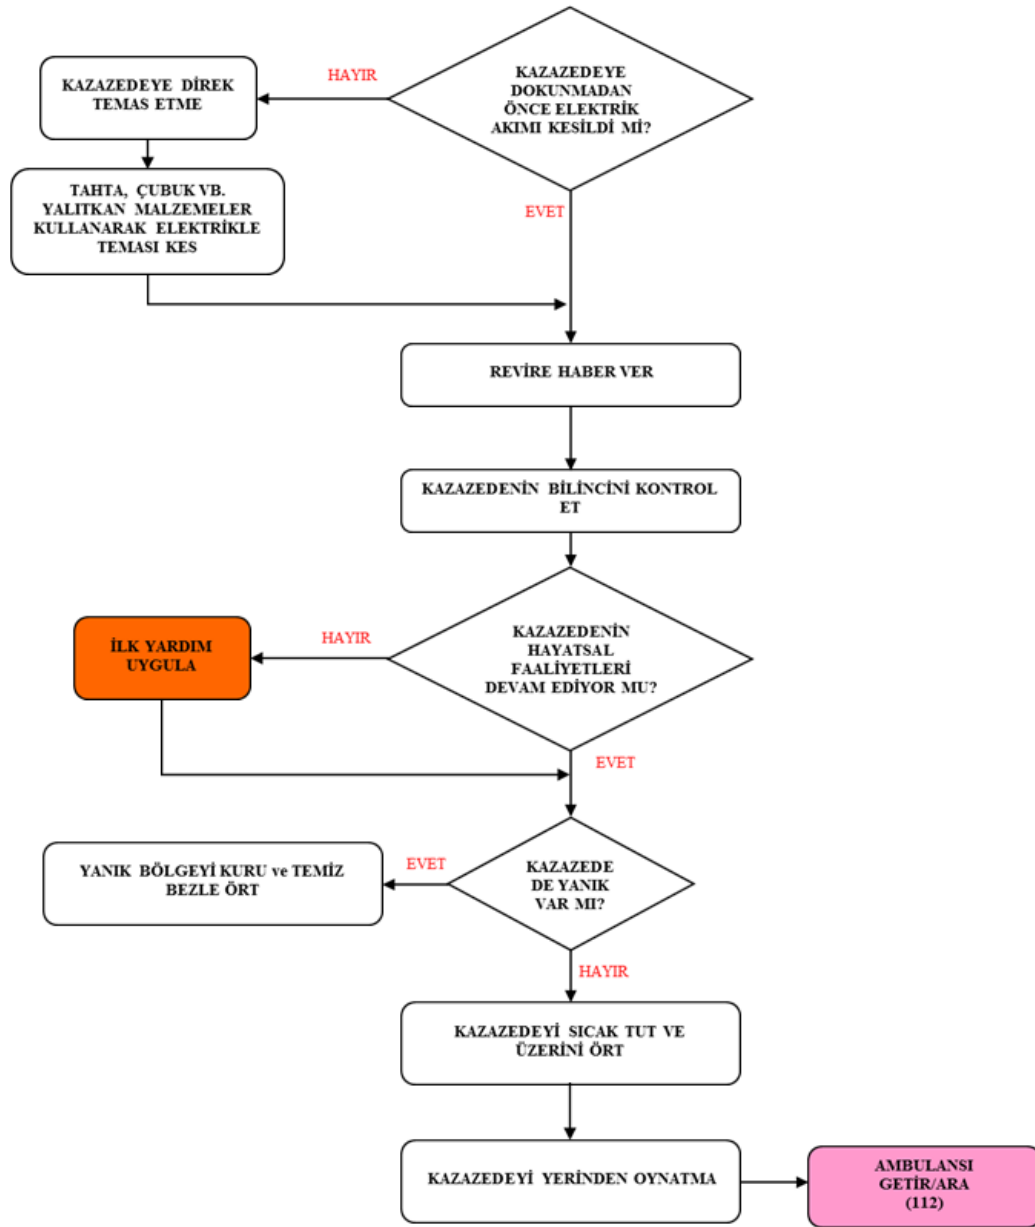 KAZAZEDEYE
DOKUNMADAN
ÖNCE ELEKTRİK
AKIMI KESİLDİ Mİ?
HAYIR
KAZAZEDEYE DİREK
TEMAS ETME
TAHTA, ÇUBUK VB.
YALITKAN MALZEMELER
KULLANARAK ELEKTRİKLE
TEMASI KES
EVET
REVİRE HABER VER
KAZAZEDENİN BİLİNCİNİ KONTROL
ET
KAZAZEDENİN
HAYATSAL
FAALİYETLERİ
DEVAM EDİYOR MU?
HAYIR
İLK YARDIM
UYGULA
EVET
KAZAZEDE
DE YANIK
VAR MI?
EVET
YANIK BÖLGEYİ KURU ve TEMİZ
BEZLE ÖRT
HAYIR
KAZAZEDEYİ SICAK TUT VE
ÜZERİNİ ÖRT
KAZAZEDEYİ YERİNDEN OYNATMA
AMBULANSI
GETİR/ARA
(112)